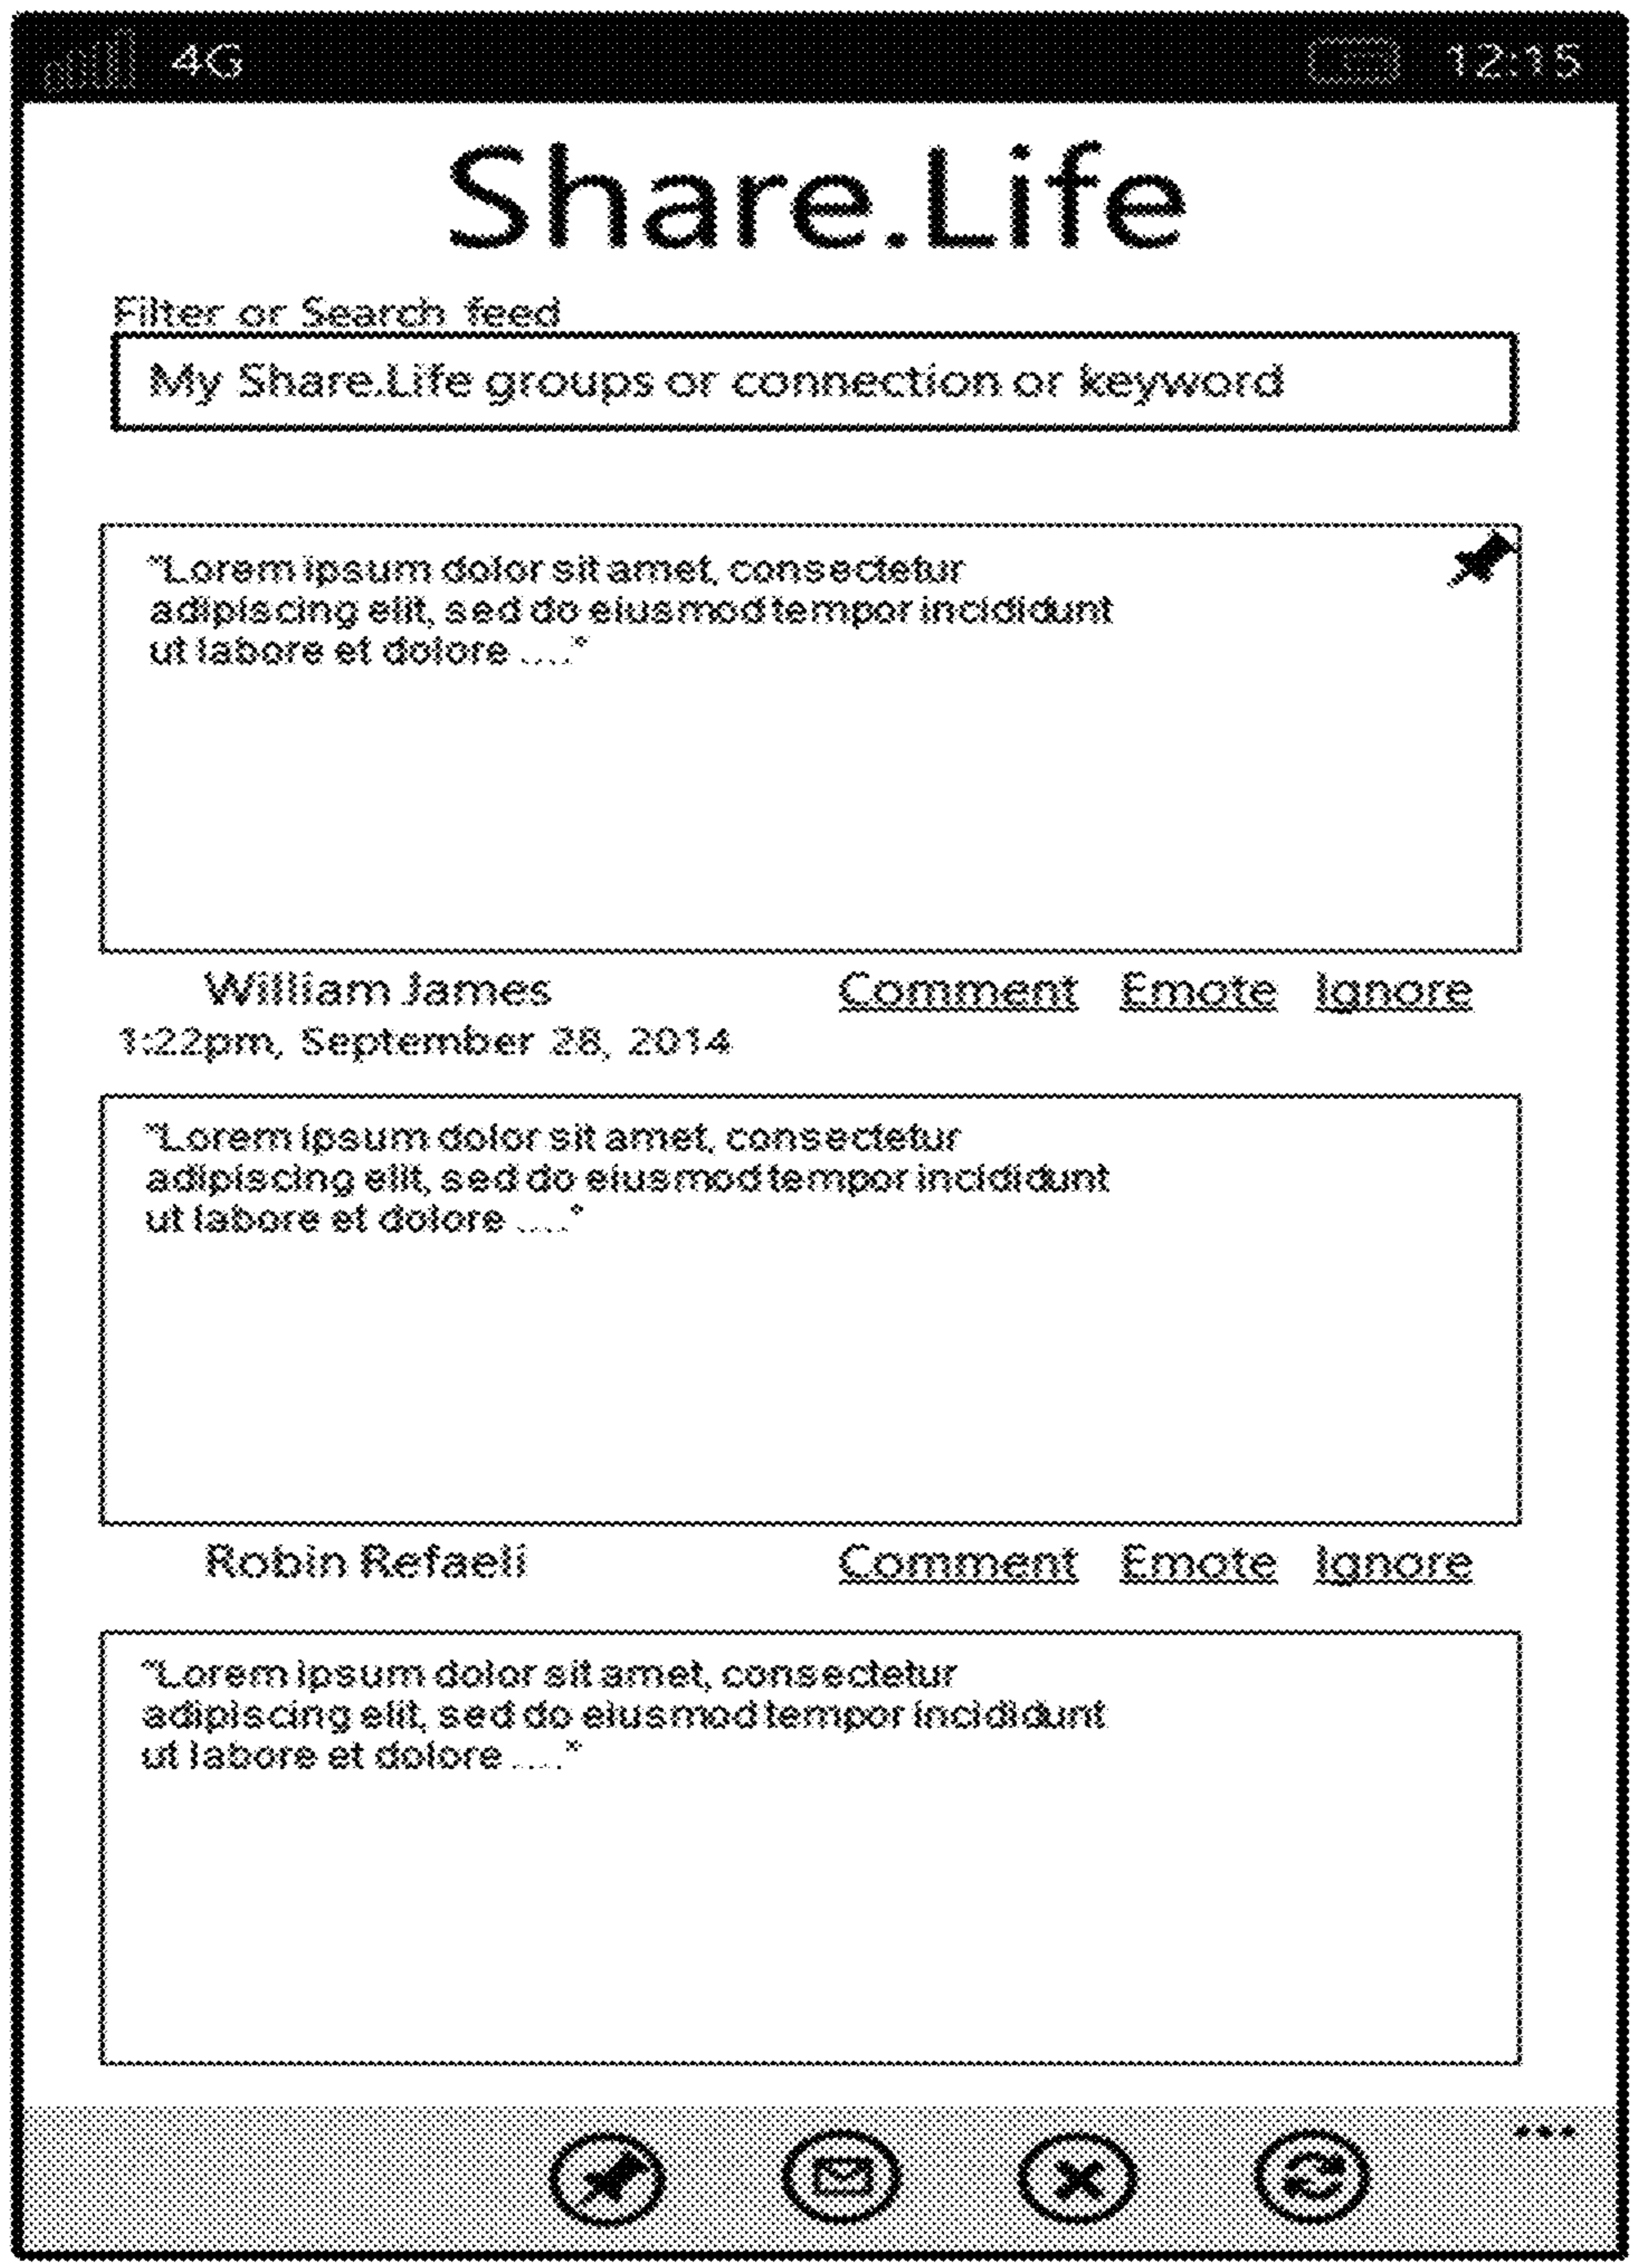 4G 12:15
Share.Life
Filter or Search feed
My Share.Life groups or connection or keyword
"Lorem ipsum dolor sit amet, consectetur
adipiscing elit, sed do eiusmod tempor incididunt
ut labore et dolore ...."
William James Comment Emote Ignore
1:22pm, September 28, 2014
"Lorem ipsum dolor sit amet, consectetur
adipiscing elit, sed do eiusmod tempor incididunt
ut labore et dolore ...."
Robin Refaeli Comment Emote Ignore
"Lorem ipsum dolor sit amet, consectetur
adipiscing elit, sed do eiusmod tempor incididunt
ut labore et dolore ...."